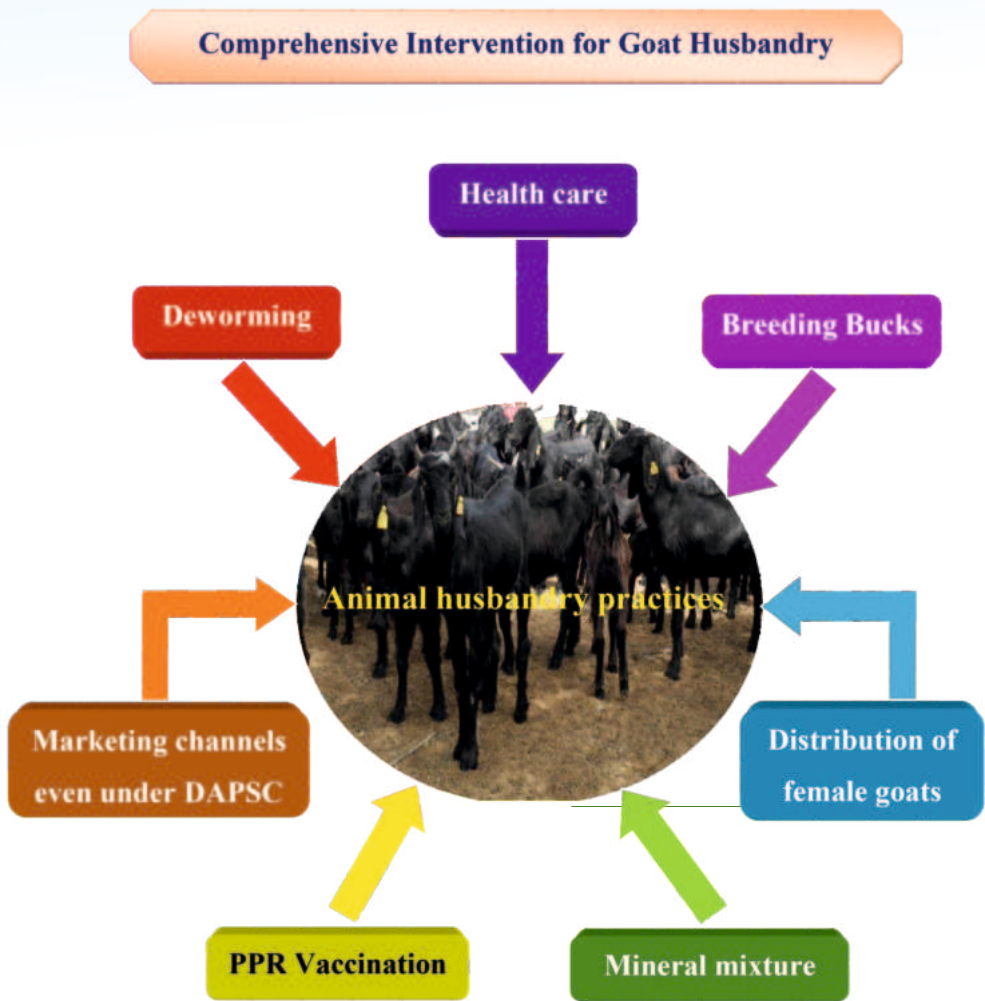 Comprehensive Intervention for Goat Husbandry
Health care
Deworming
Breeding Bucks
Animal husbandry practices
Marketing channels
even under DAPSC
Distribution of
female goats
PPR Vaccination
Mineral mixture